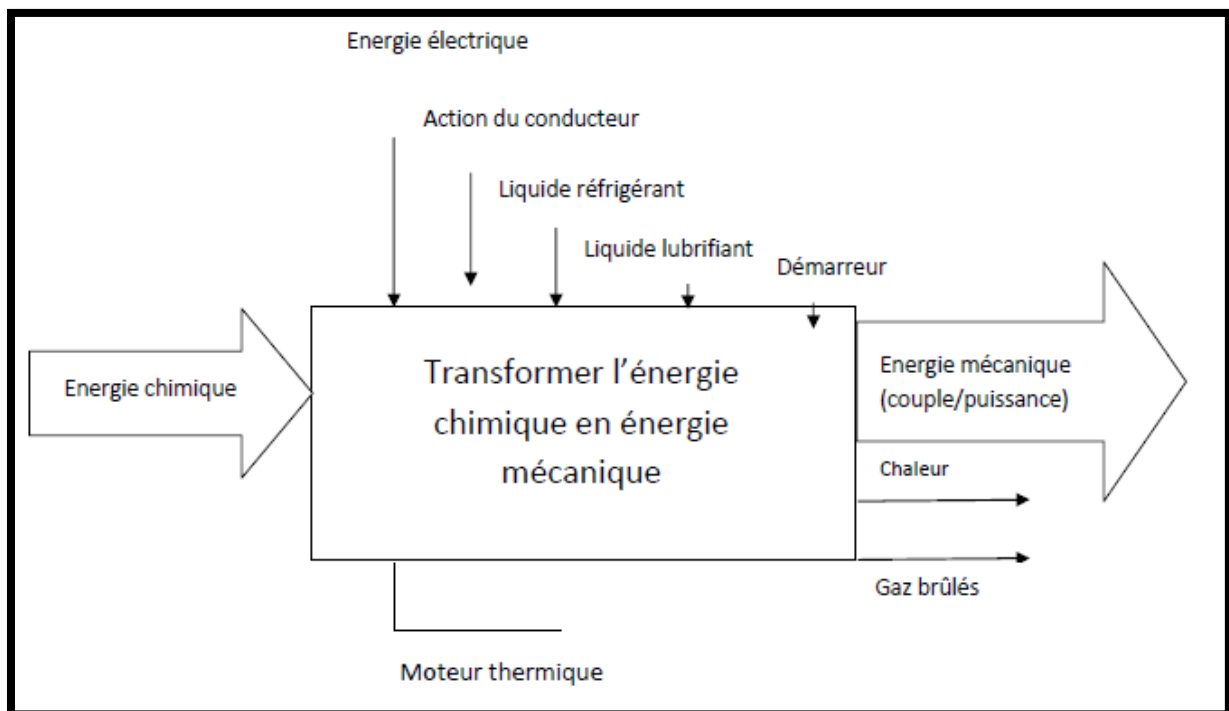 Energie électrique
Action du conducteur
Liquide réfrigérant
Liquide lubrifiant
Démarreur
Energie chimique
Transformer l’énergie
chimique en énergie
mécanique
Energie mécanique
(couple/puissance)
Chaleur
Gaz brûlés
Moteur thermique